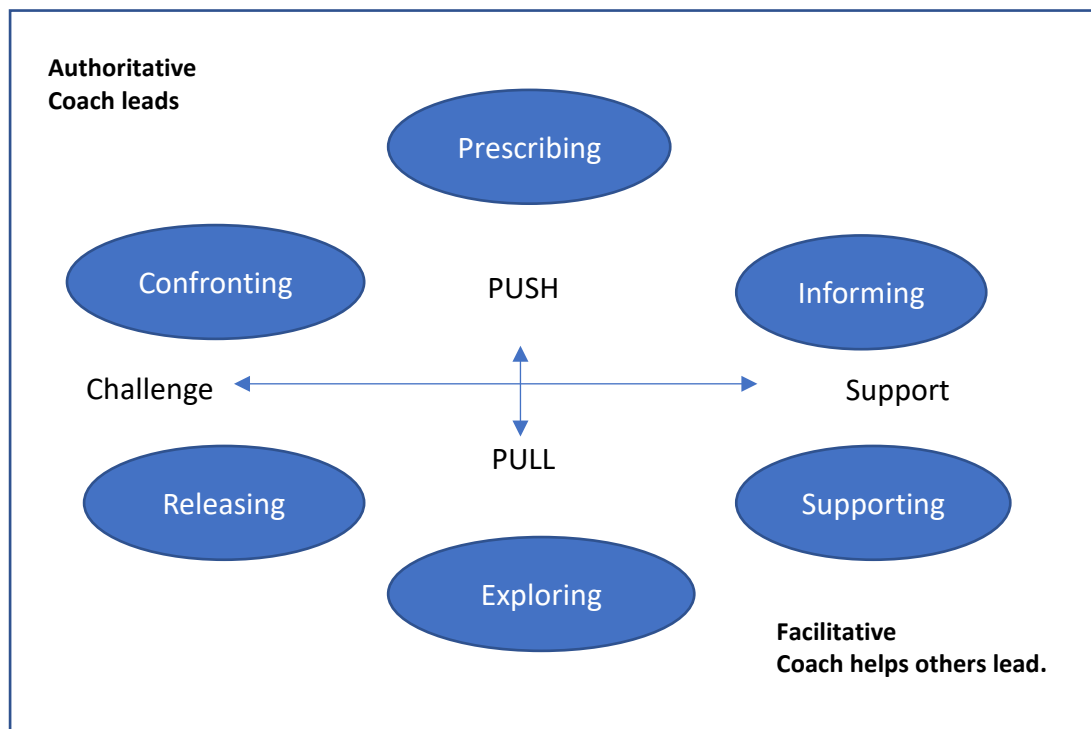 Authoritative
Coach leads
Prescribing
Confronting
PUSH
Informing
Challenge
Support
PULL
Releasing
Supporting
Exploring
Facilitative
Coach helps others lead.